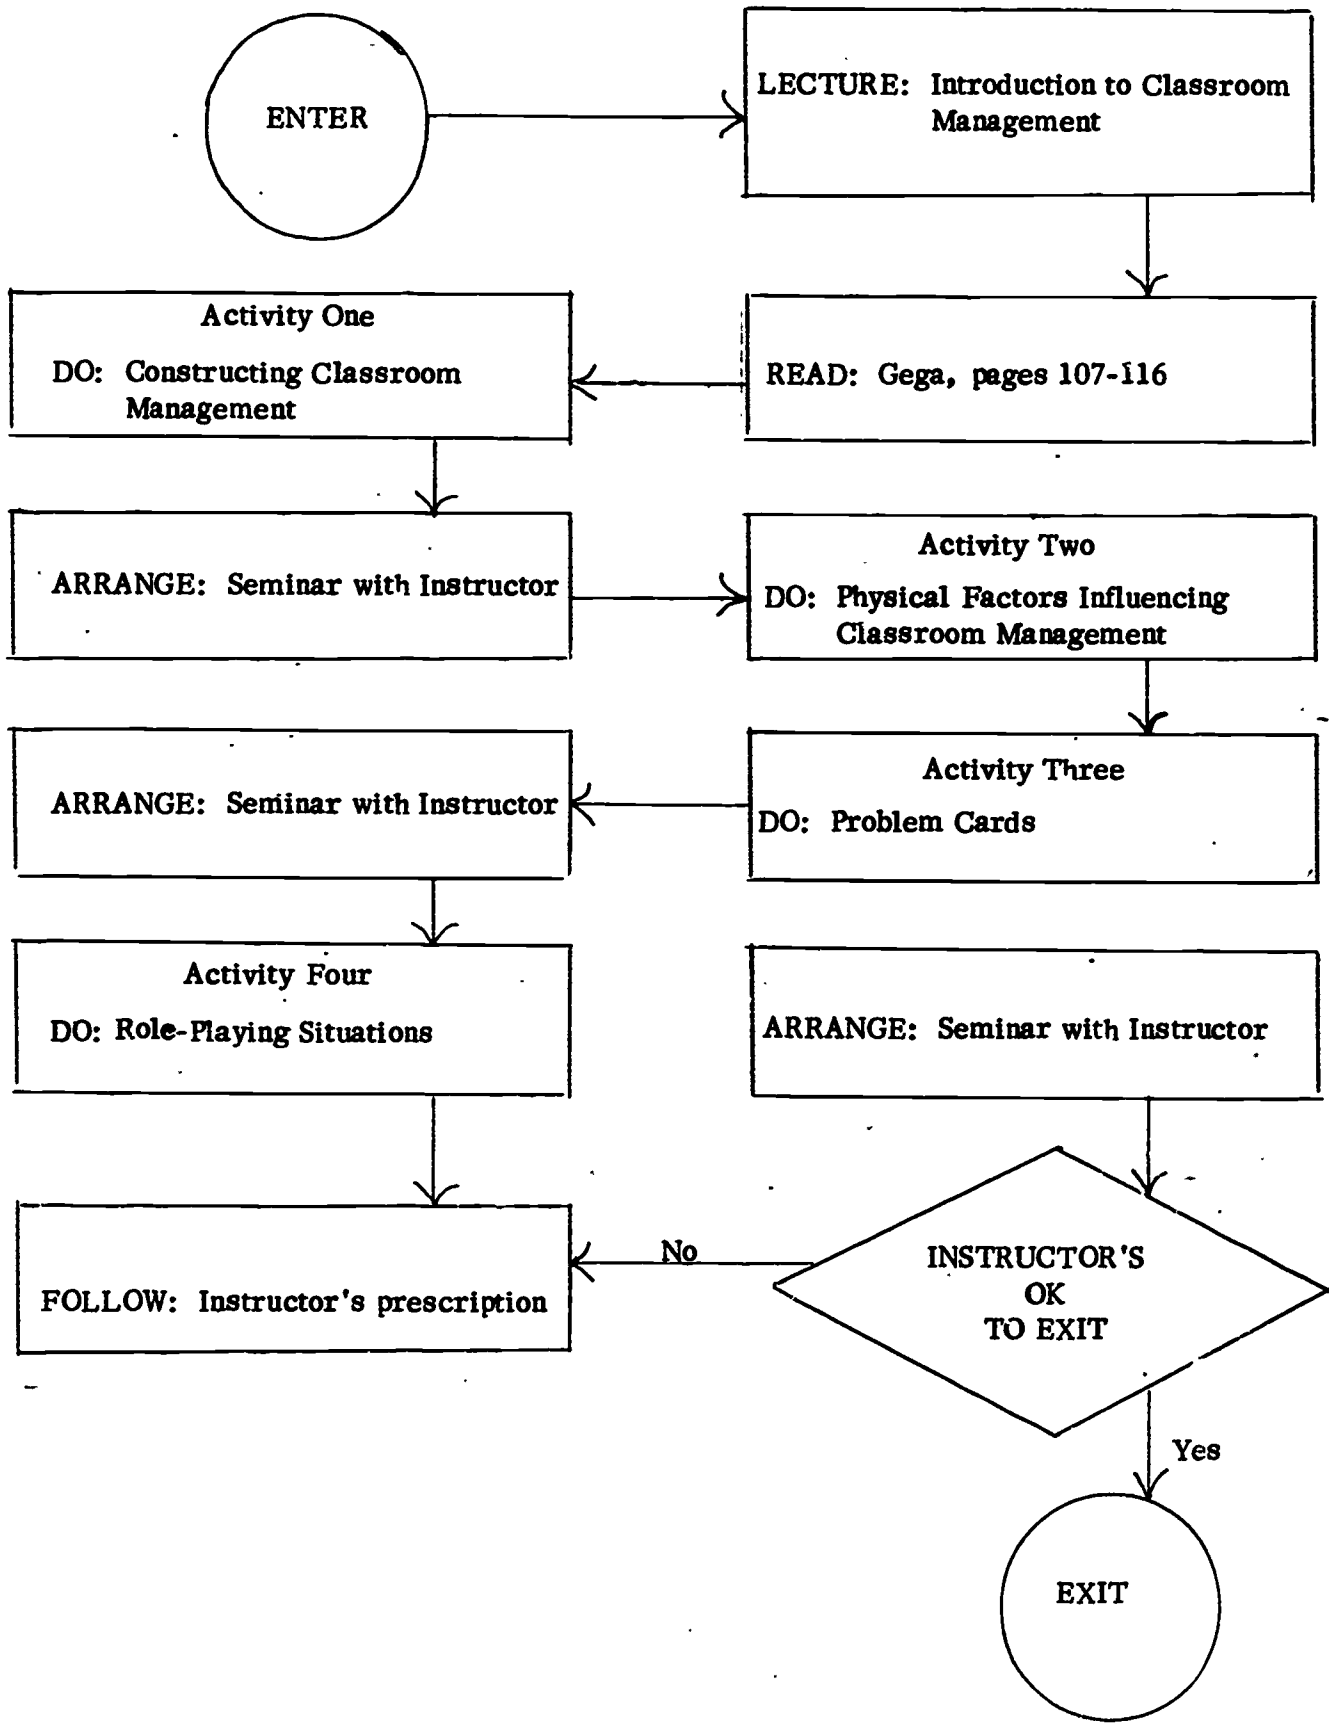 ENTER
LECTURE: Introduction to Classroom
Management
READ: Gega, pages 107-116
Activity One
DO: Constructing Classroom
Management
ARRANGE: Seminar with Instructor
Activity Two
DO: Physical Factors Influencing
Classroom Management
Activity Three
DO: Problem Cards
ARRANGE: Seminar with Instructor
Activity Four
DO: Role-Playing Situations
ARRANGE: Seminar with Instructor
INSTRUCTOR'S
OK
TO EXIT
No
FOLLOW: Instructor's prescription
Yes
EXIT